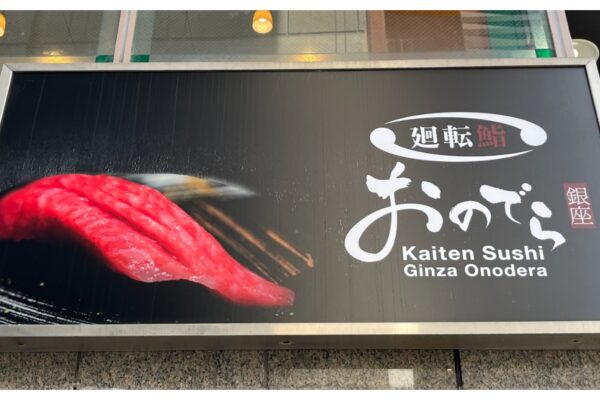 廻転鮨
おのでら
銀座
Kaiten Sushi
Ginza Onodera